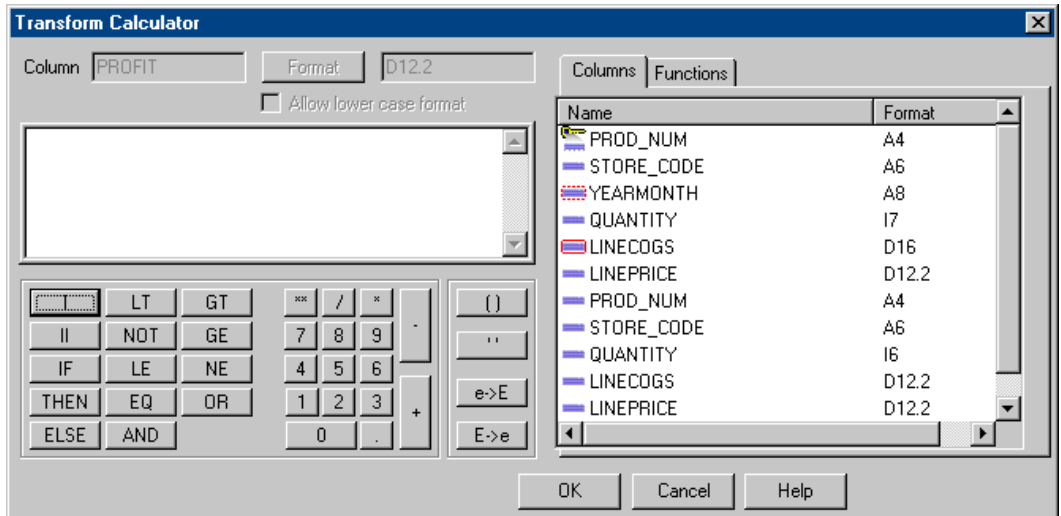 Transform Calculator
Column PROFIT Format D12.2
Allow lower case format
Columns Functions
Name Format
PROD_NUM A4
STORE_CODE A6
YEARMONTH A8
QUANTITY I7
LINECOGS D16
LINEPRICE D12.2
PROD_NUM A4
STORE_CODE A6
QUANTITY I6
LINECOGS D12.2
LINEPRICE D12.2
| LT GT ** / * - ( )
|| NOT GE 7 8 9 ' '
IF LE NE 4 5 6
THEN EQ OR 1 2 3 + e->E
ELSE AND 0 . E->e
OK Cancel Help